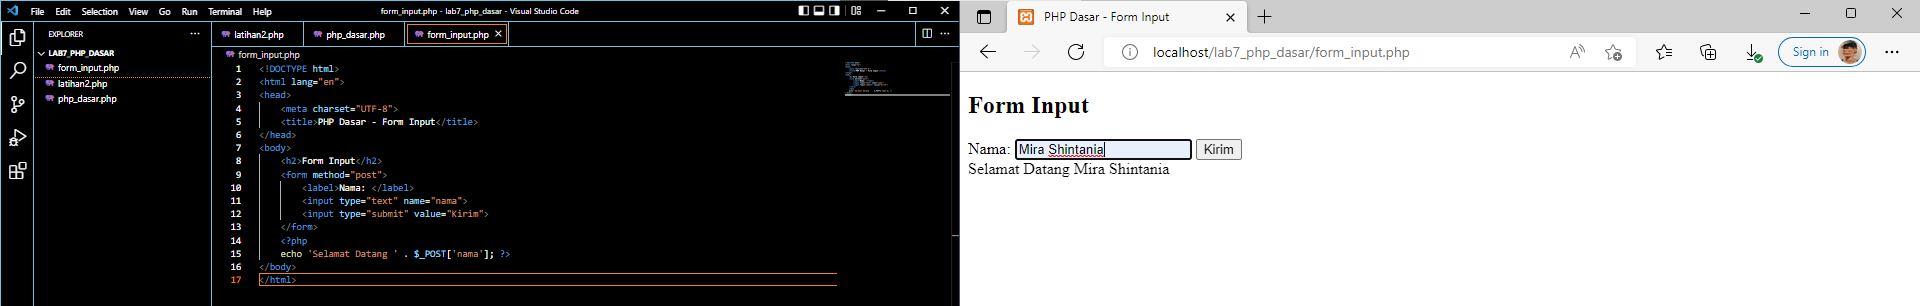 File Edit Selection View Go Run Terminal Help form_input.php - lab7_php_dasar - Visual Studio Code
EXPLORER ···
LAB7_PHP_DASAR
form_input.php
latihan2.php
php_dasar.php
latihan2.php php_dasar.php form_input.php
form_input.php
1 <!DOCTYPE html>
2 <html lang="en">
3 <head>
4 <meta charset="UTF-8">
5 <title>PHP Dasar - Form Input</title>
6 </head>
7 <body>
8 <h2>Form Input</h2>
9 <form method="post">
10 <label>Nama: </label>
11 <input type="text" name="nama">
12 <input type="submit" value="Kirim">
13 </form>
14 <?php
15 echo 'Selamat Datang ' . $_POST['nama']; ?>
16 </body>
17 </html>
PHP Dasar - Form Input
localhost/lab7_php_dasar/form_input.php
Sign in
Form Input
Nama: Mira Shintania Kirim
Selamat Datang Mira Shintania